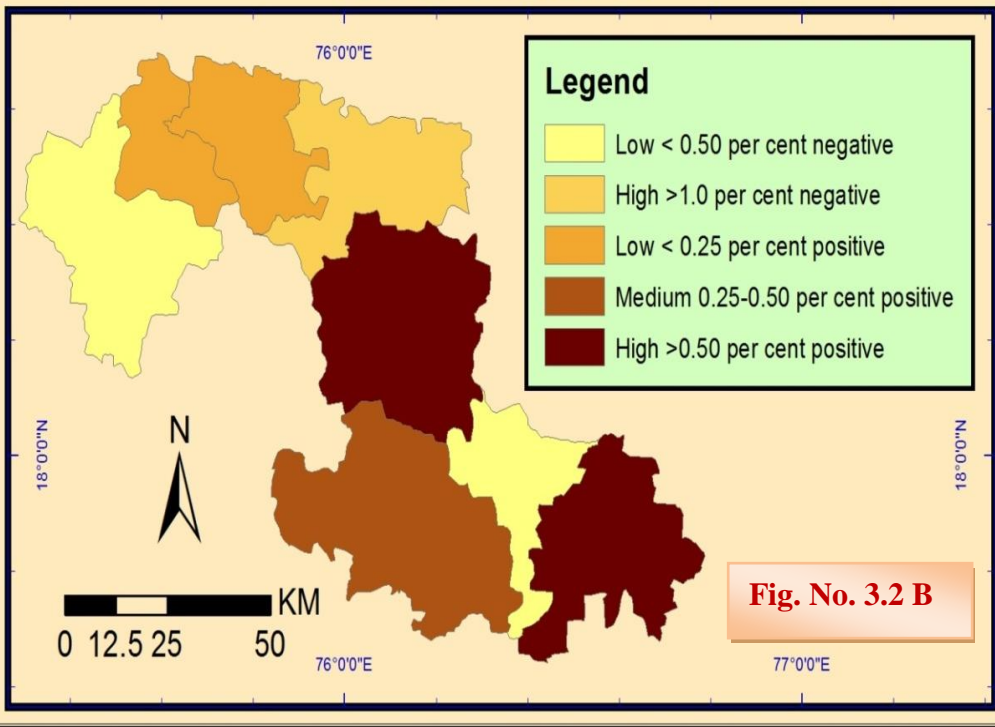 76°0'0"E
Legend
Low < 0.50 per cent negative
High >1.0 per cent negative
Low < 0.25 per cent positive
Medium 0.25-0.50 per cent positive
High >0.50 per cent positive
18°0'0"N
18°0'0"N
N
KM
0 12.5 25 50
Fig. No. 3.2 B
76°0'0"E
77°0'0"E